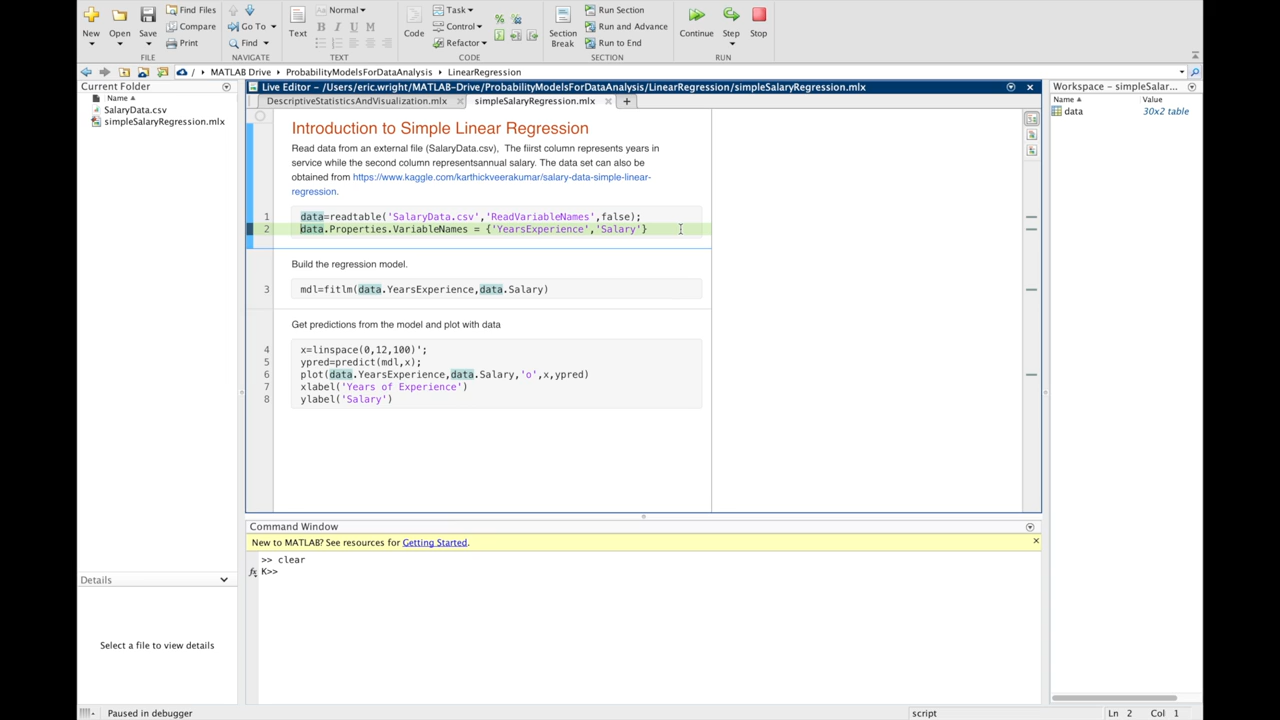 New
Open
Save
Find Files
Compare
Print
FILE
Go To
Find
NAVIGATE
Text
Normal
B I U M
TEXT
Code
Task
Control
Refactor
CODE
Section
Break
Run Section
Run and Advance
Run to End
SECTION
Continue
Step
Stop
RUN
/ ▸ MATLAB Drive ▸ ProbabilityModelsForDataAnalysis ▸ LinearRegression
Current Folder
Name
SalaryData.csv
simpleSalaryRegression.mlx
Live Editor - /Users/eric.wright/MATLAB-Drive/ProbabilityModelsForDataAnalysis/LinearRegression/simpleSalaryRegression.mlx
DescriptiveStatisticsAndVisualization.mlx
simpleSalaryRegression.mlx
Introduction to Simple Linear Regression
Read data from an external file (SalaryData.csv), The fiirst column represents years in
service while the second column representsannual salary. The data set can also be
obtained from https://www.kaggle.com/karthickveerakumar/salary-data-simple-linear-
regression.
1 data=readtable('SalaryData.csv','ReadVariableNames',false);
2 data.Properties.VariableNames = {'YearsExperience','Salary'}
Build the regression model.
3 mdl=fitlm(data.YearsExperience,data.Salary)
Get predictions from the model and plot with data
4 x=linspace(0,12,100)';
5 ypred=predict(mdl,x);
6 plot(data.YearsExperience,data.Salary,'o',x,ypred)
7 xlabel('Years of Experience')
8 ylabel('Salary')
Workspace - simpleSalar...
Name Value
data 30x2 table
Command Window
New to MATLAB? See resources for Getting Started.
>> clear
fx K>>
Details
Select a file to view details
Paused in debugger
script
Ln 2 Col 1